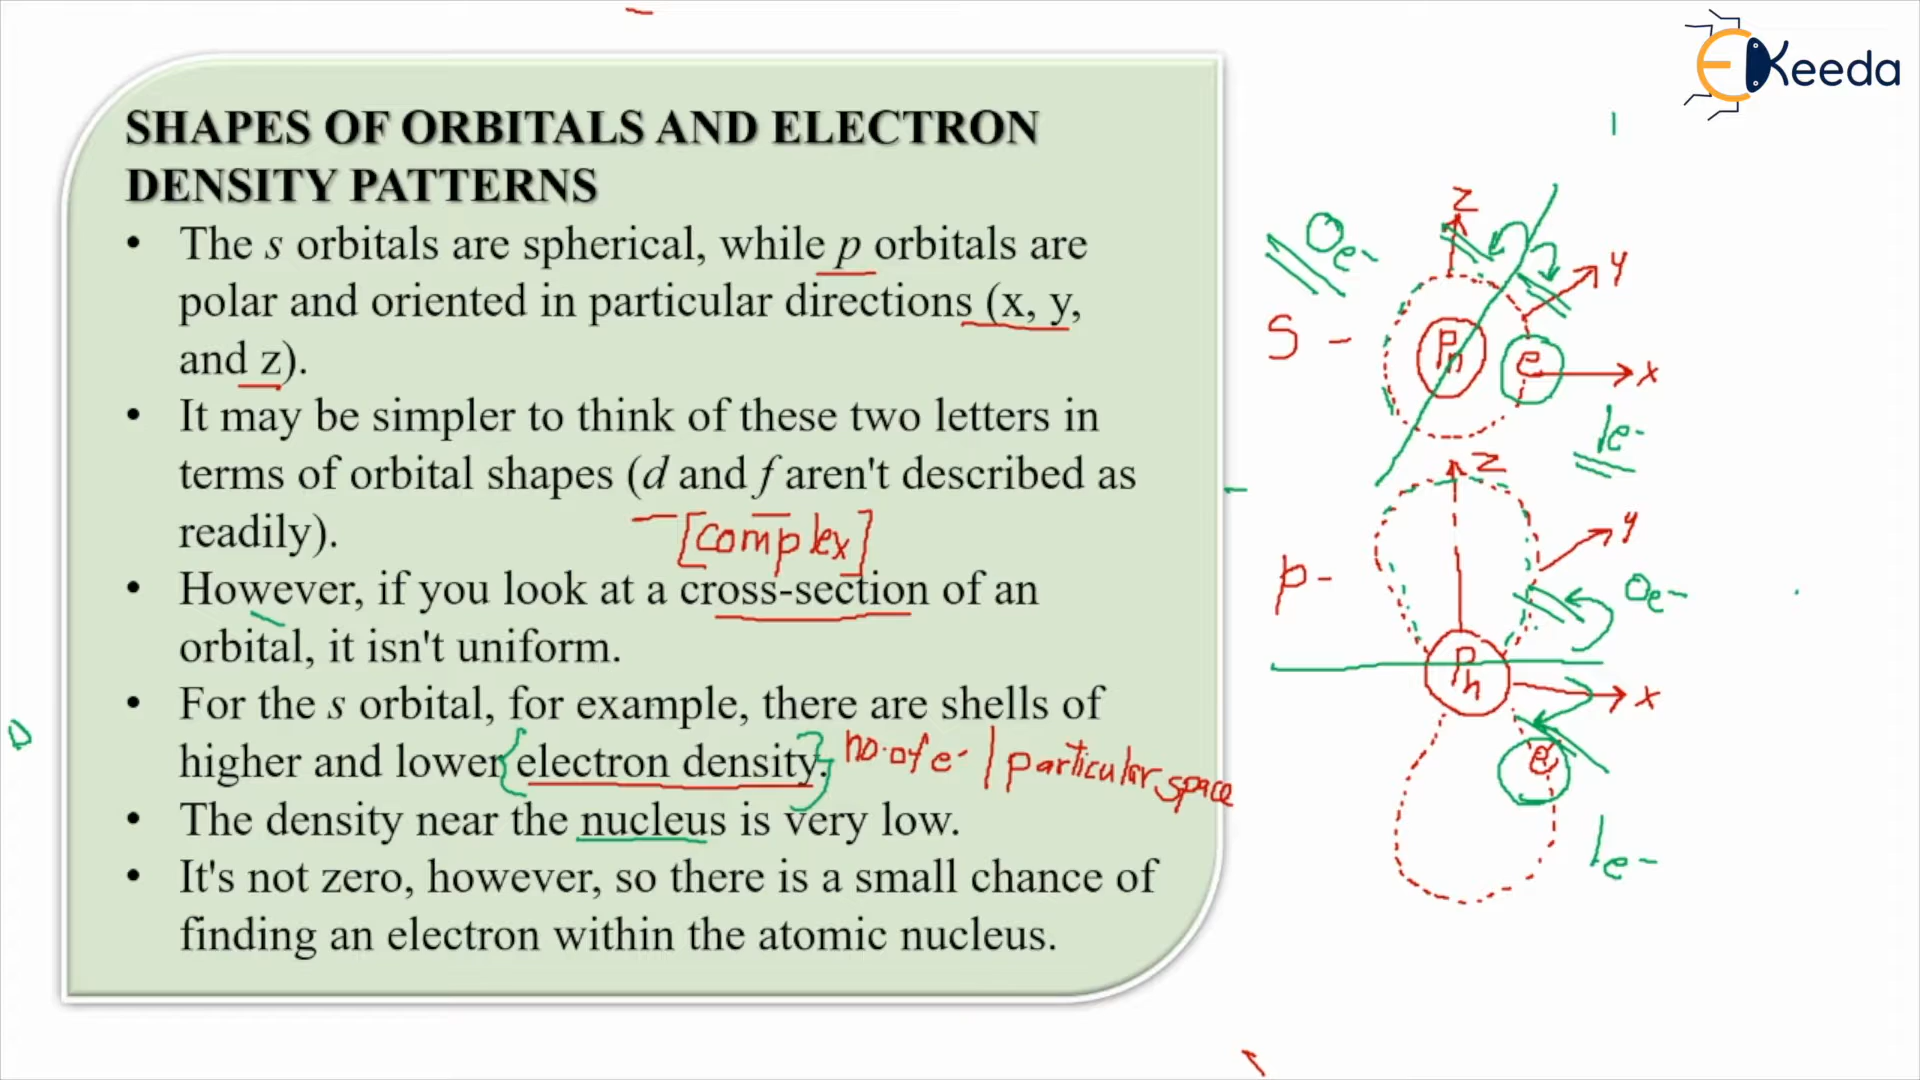 EKeeda
SHAPES OF ORBITALS AND ELECTRON
DENSITY PATTERNS
• The s orbitals are spherical, while p orbitals are
polar and oriented in particular directions (x, y,
and z).
• It may be simpler to think of these two letters in
terms of orbital shapes (d and f aren't described as
readily).
[complex]
• However, if you look at a cross-section of an
orbital, it isn't uniform.
• For the s orbital, for example, there are shells of
higher and lower {electron density.}
no. of e- | particular space
• The density near the nucleus is very low.
• It's not zero, however, so there is a small chance of
finding an electron within the atomic nucleus.
z
0e-
y
S -
Pn
e
x
1e-
z
y
p-
0e-
Pn
x
e
1e-